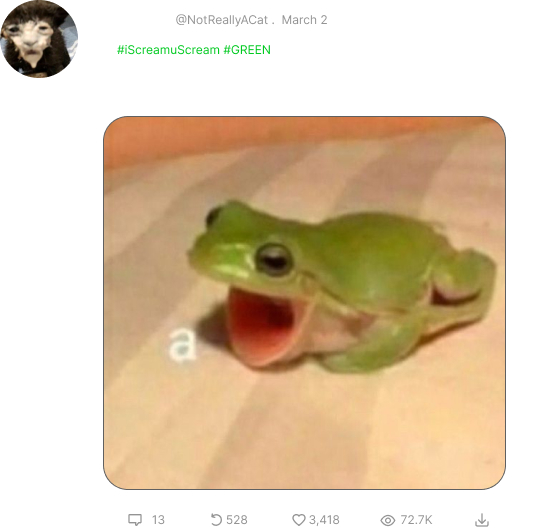 @NotReallyACat . March 2
#iScreamuScream #GREEN
a
13 528 3,418 72.7K